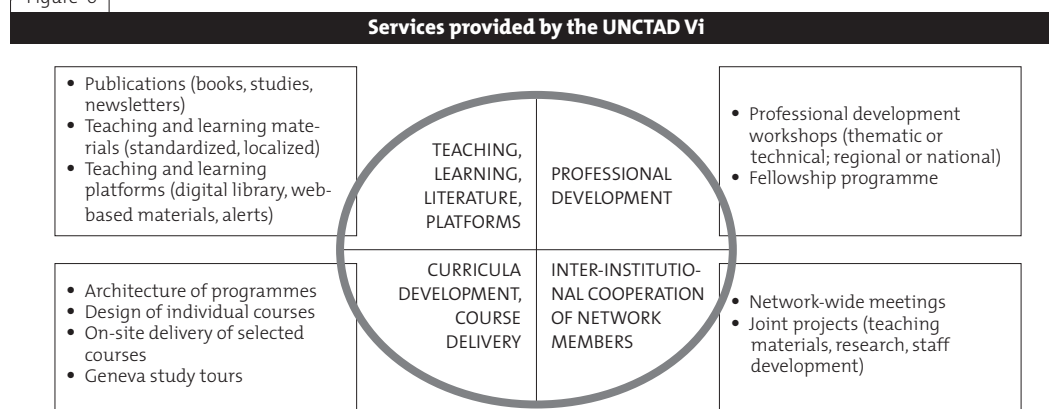 Figure 6
Services provided by the UNCTAD Vi
• Publications (books, studies,
newsletters)
• Teaching and learning mate-
rials (standardized, localized)
• Teaching and learning
platforms (digital library, web-
based materials, alerts)
TEACHING,
LEARNING,
LITERATURE,
PLATFORMS
PROFESSIONAL
DEVELOPMENT
• Professional development
workshops (thematic or
technical; regional or national)
• Fellowship programme
• Architecture of programmes
• Design of individual courses
• On-site delivery of selected
courses
• Geneva study tours
CURRICULA
DEVELOPMENT,
COURSE
DELIVERY
INTER-INSTITUTIO-
NAL COOPERATION
OF NETWORK
MEMBERS
• Network-wide meetings
• Joint projects (teaching
materials, research, staff
development)